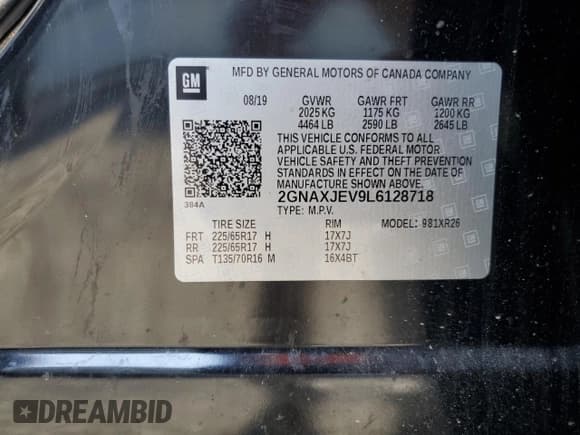 GM
MFD BY GENERAL MOTORS OF CANADA COMPANY
08/19 GVWR GAWR FRT GAWR RR
2025 KG 1175 KG 1200 KG
4464 LB 2590 LB 2645 LB
THIS VEHICLE CONFORMS TO ALL
APPLICABLE U.S. FEDERAL MOTOR
VEHICLE SAFETY AND THEFT PREVENTION
STANDARDS IN EFFECT ON THE DATE OF
MANUFACTURE SHOWN ABOVE.
384A
2GNAXJEV9L6128718
TYPE: M.P.V.
MODEL: 981XR26
TIRE SIZE RIM
FRT 225/65R17 H 17X7J
RR 225/65R17 H 17X7J
SPA T135/70R16 M 16X4BT
DREAMBID